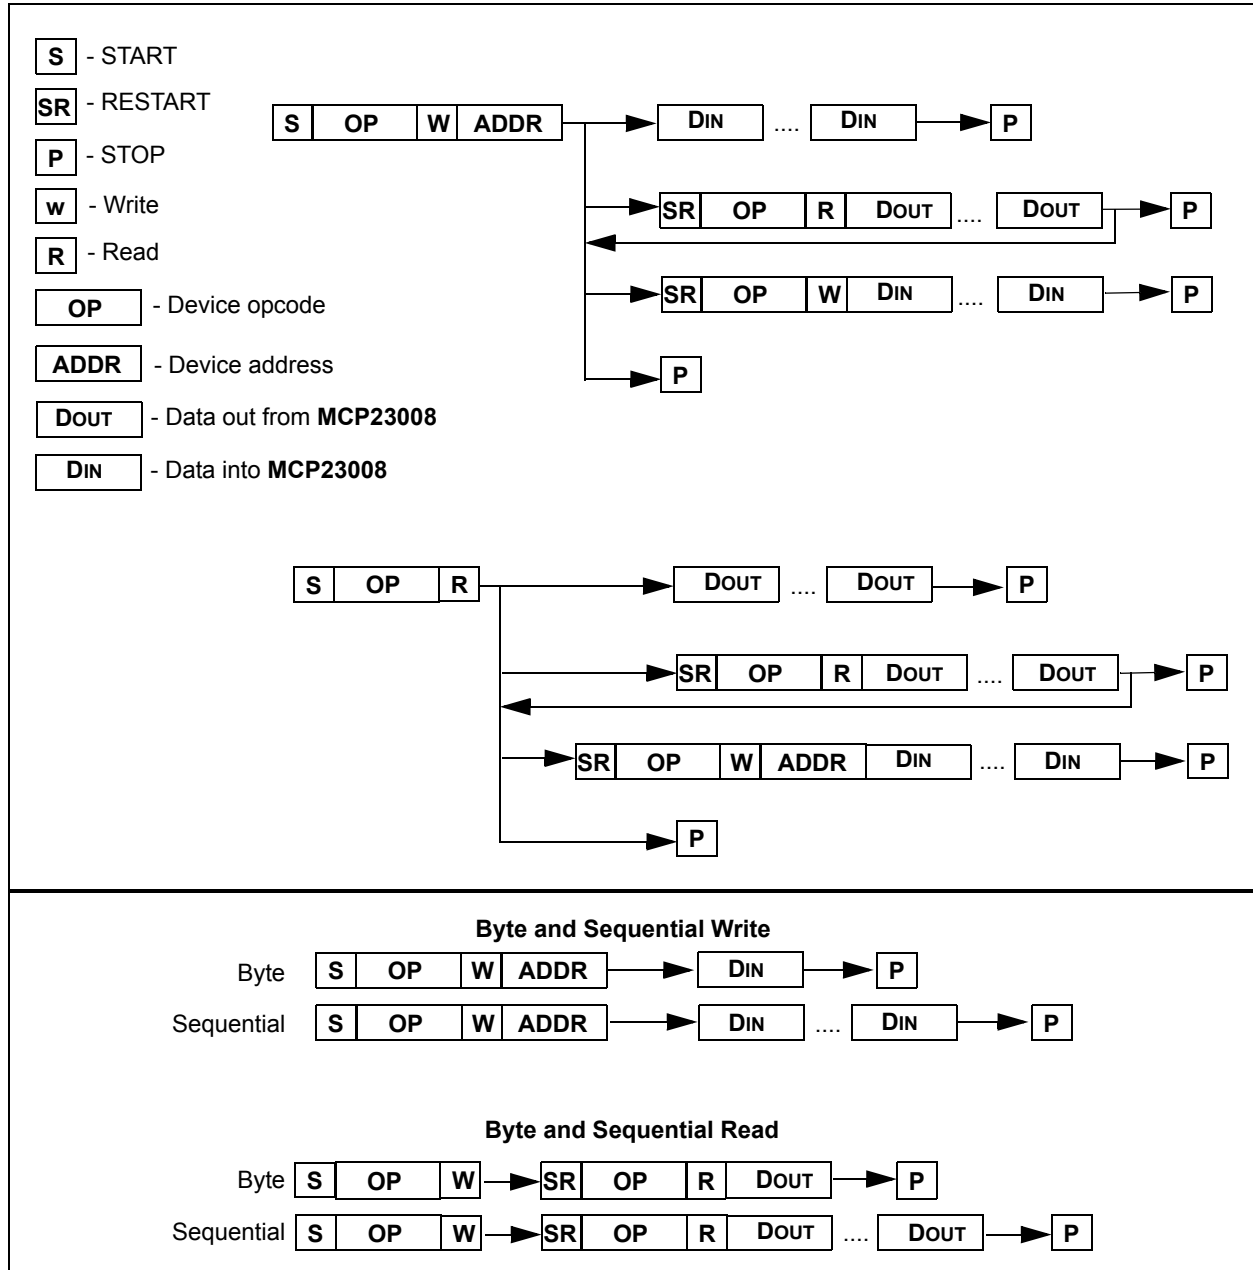 S - START
SR - RESTART
P - STOP
w - Write
R - Read
OP - Device opcode
ADDR - Device address
DOUT - Data out from MCP23008
DIN - Data into MCP23008
S OP W ADDR DIN .... DIN P
SR OP R DOUT .... DOUT P
SR OP W DIN .... DIN P
P
S OP R DOUT .... DOUT P
SR OP R DOUT .... DOUT P
SR OP W ADDR DIN .... DIN P
P
Byte and Sequential Write
Byte S OP W ADDR DIN P
Sequential S OP W ADDR DIN .... DIN P
Byte and Sequential Read
Byte S OP W SR OP R DOUT P
Sequential S OP W SR OP R DOUT .... DOUT P